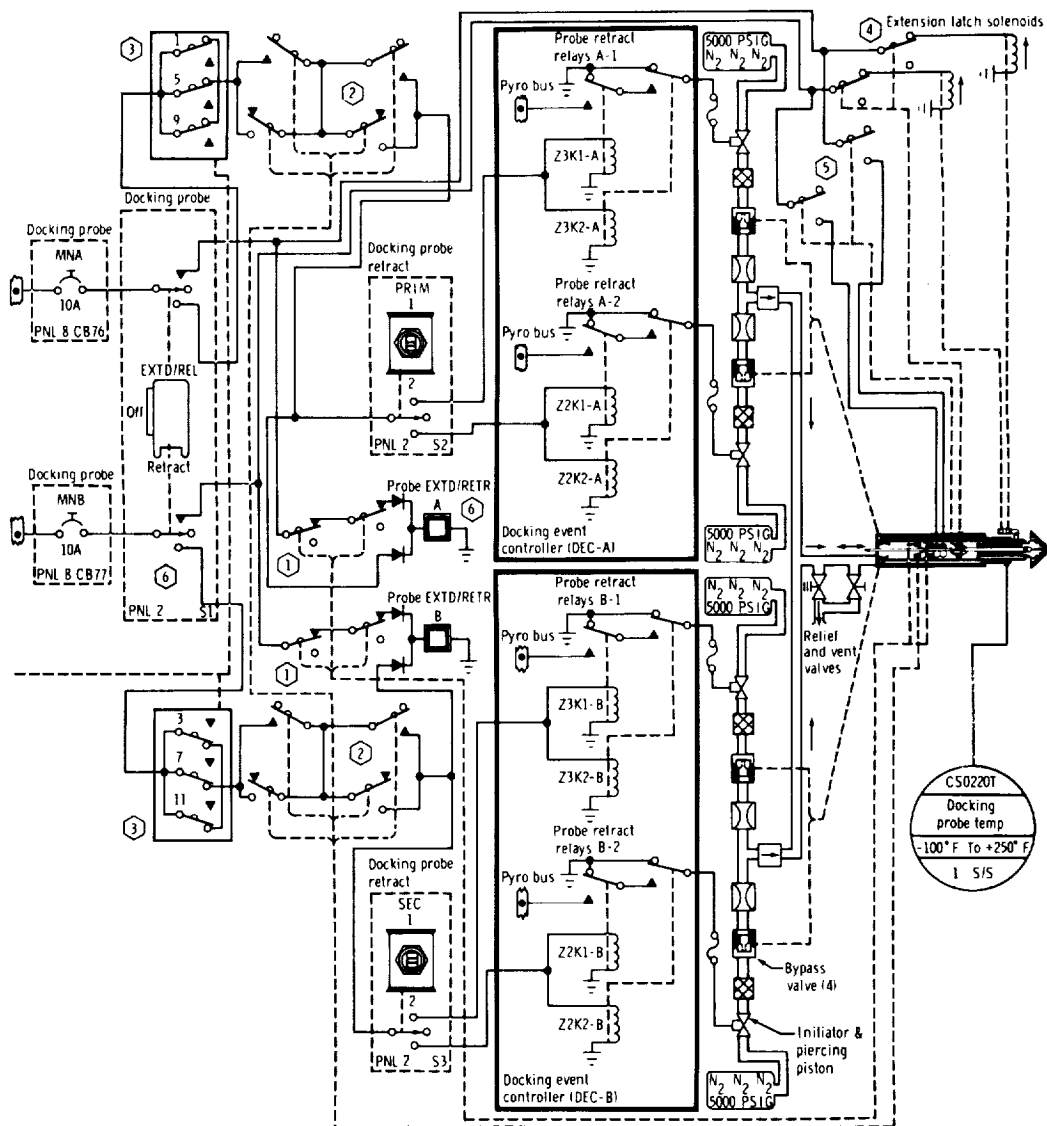 3
1
5
9
2
Docking probe
Docking probe
MNA
10A
PNL 8 CB76
EXTD/REL
Off
Retract
Docking probe
MNB
10A
PNL 8 CB77
6
PNL 2 S1
3
3
7
11
2
Docking probe
retract
PRIM
1
2
PNL 2 S2
Probe EXTD/RETR
A
6
1
Probe EXTD/RETR
B
1
Docking probe
retract
SEC
1
2
PNL 2 S3
Probe retract
relays A-1
Pyro bus
Z3K1-A
Z3K2-A
Probe retract
relays A-2
Pyro bus
Z2K1-A
Z2K2-A
Docking event
controller (DEC-A)
Probe retract
relays B-1
Pyro bus
Z3K1-B
Z3K2-B
Probe retract
relays B-2
Pyro bus
Z2K1-B
Z2K2-B
Docking event
controller (DEC-B)
5000 PSIG
N2 N2 N2
5000 PSIG
N2 N2 N2
N2 N2 N2
5000 PSIG
Bypass
valve (4)
Initiator &
piercing
piston
N2 N2 N2
5000 PSIG
4
Extension latch solenoids
5
Relief
and vent
valves
CS0220T
Docking
probe temp
-100°F To +250°F
1 S/S